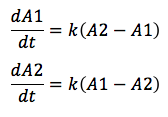 dA1/dt = k(A2 − A1)
dA2/dt = k(A1 − A2)